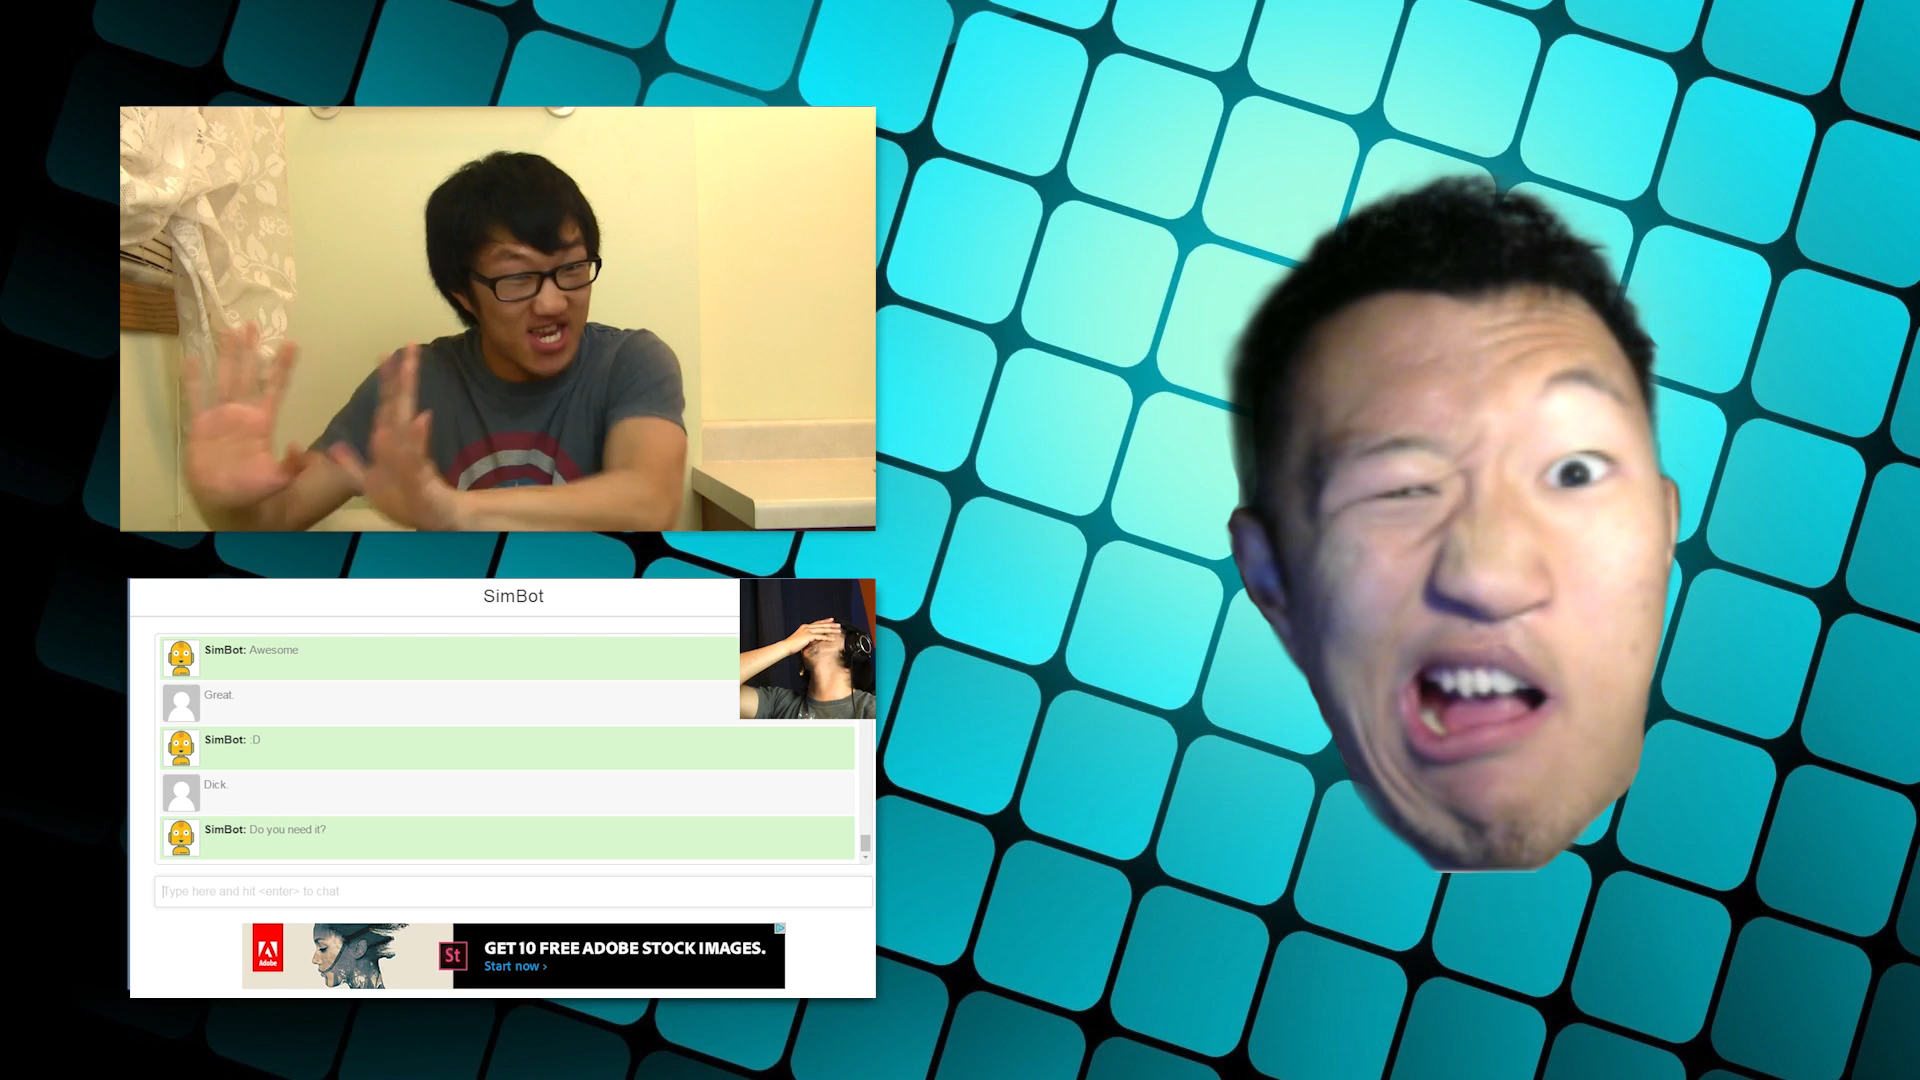 SimBot
SimBot: Awesome
Great.
SimBot: :D
Dick.
SimBot: Do you need it?
Type here and hit <enter> to chat
Adobe
St
GET 10 FREE ADOBE STOCK IMAGES.
Start now ›